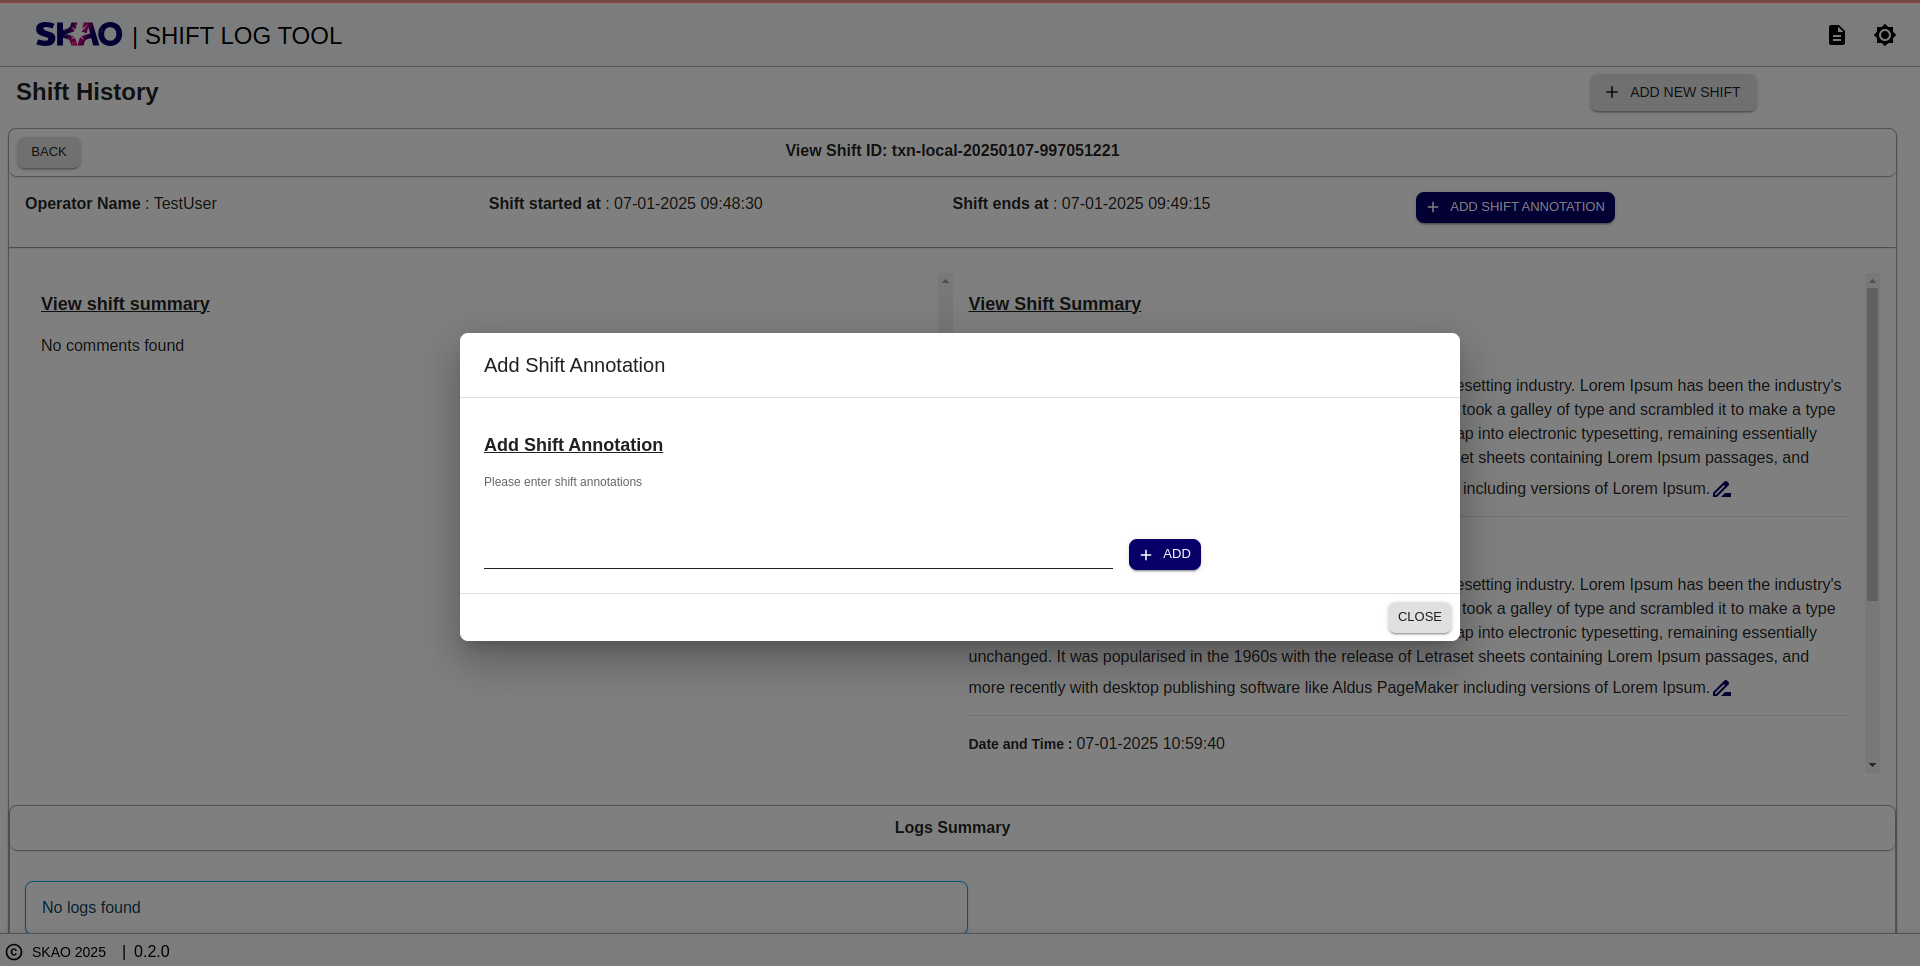 SKAO | SHIFT LOG TOOL
Shift History
ADD NEW SHIFT
BACK
View Shift ID: txn-local-20250107-997051221
Operator Name : TestUser
Shift started at : 07-01-2025 09:48:30
Shift ends at : 07-01-2025 09:49:15
ADD SHIFT ANNOTATION
View shift summary
No comments found
View Shift Summary
esetting industry. Lorem Ipsum has been the industry's
took a galley of type and scrambled it to make a type
ap into electronic typesetting, remaining essentially
et sheets containing Lorem Ipsum passages, and
including versions of Lorem Ipsum.
esetting industry. Lorem Ipsum has been the industry's
took a galley of type and scrambled it to make a type
ap into electronic typesetting, remaining essentially
unchanged. It was popularised in the 1960s with the release of Letraset sheets containing Lorem Ipsum passages, and
more recently with desktop publishing software like Aldus PageMaker including versions of Lorem Ipsum.
Date and Time : 07-01-2025 10:59:40
Add Shift Annotation
Add Shift Annotation
Please enter shift annotations
ADD
CLOSE
Logs Summary
No logs found
© SKAO 2025 | 0.2.0